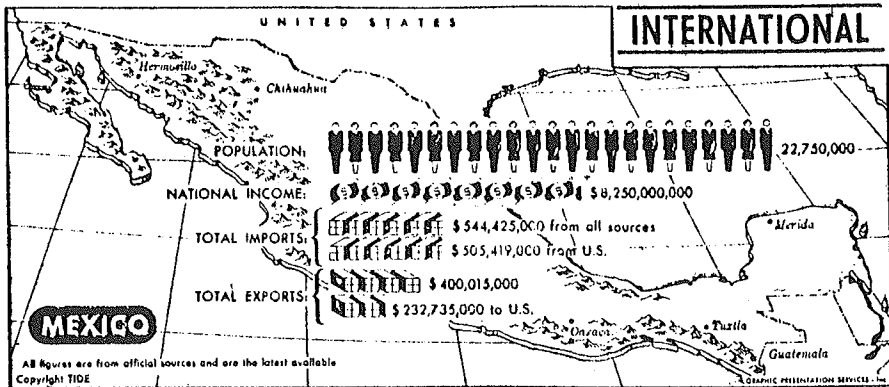 UNITED STATES
INTERNATIONAL
Hermosillo
Chihuahua
POPULATION: 22,750,000
NATIONAL INCOME: $8,250,000,000
TOTAL IMPORTS: $544,425,000 from all sources
$505,419,000 from U.S.
TOTAL EXPORTS: $400,015,000
$232,735,000 to U.S.
Merida
MEXICO
Tuxtla
Guatemala
All figures are from official sources and are the latest available
Copyright TIDE
GRAPHIC PRESENTATION SERVICES